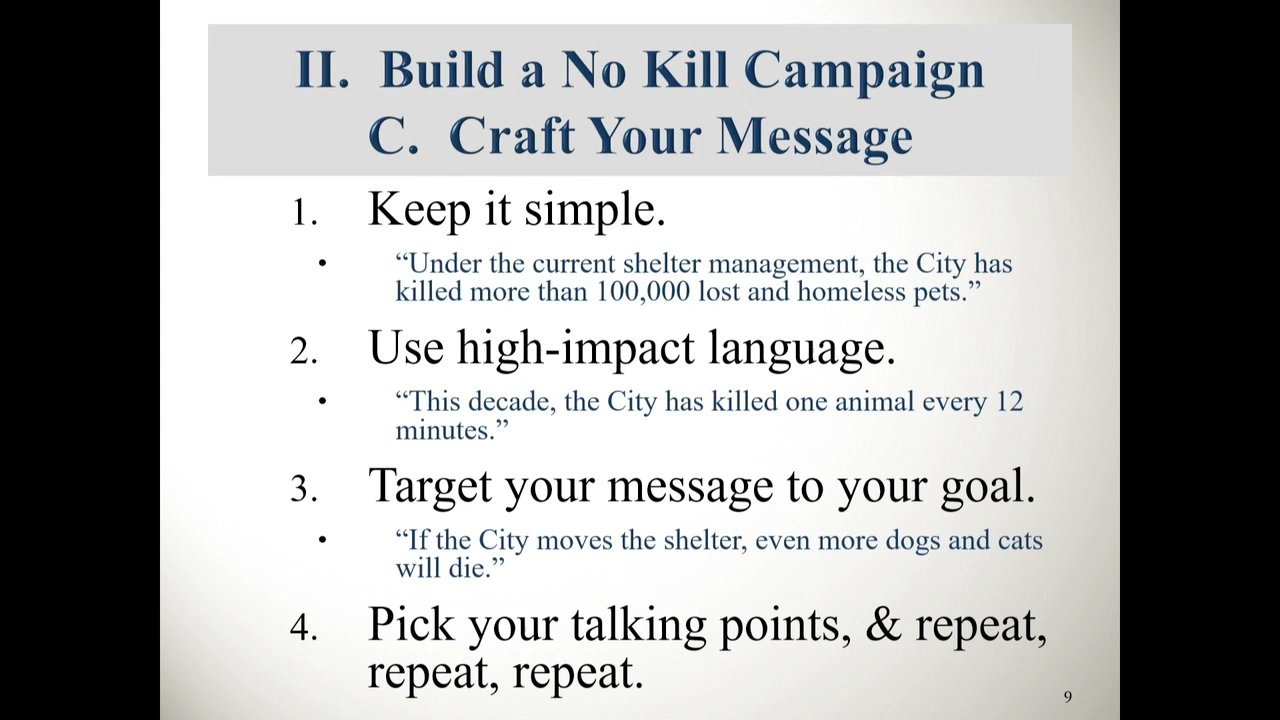 II. Build a No Kill Campaign
C. Craft Your Message
1. Keep it simple.
• “Under the current shelter management, the City has
killed more than 100,000 lost and homeless pets.”
2. Use high-impact language.
• “This decade, the City has killed one animal every 12
minutes.”
3. Target your message to your goal.
• “If the City moves the shelter, even more dogs and cats
will die.”
4. Pick your talking points, & repeat,
repeat, repeat.
9